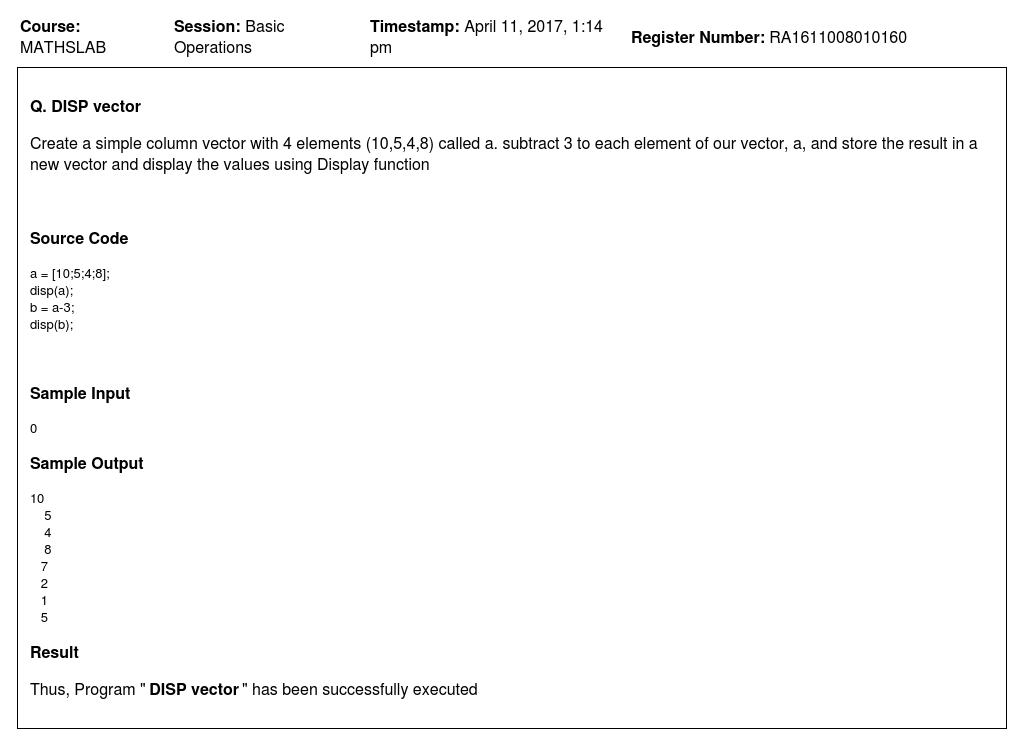 Course: MATHSLAB
Session: Basic Operations
Timestamp: April 11, 2017, 1:14 pm
Register Number: RA1611008010160
Q. DISP vector
Create a simple column vector with 4 elements (10,5,4,8) called a. subtract 3 to each element of our vector, a, and store the result in a
new vector and display the values using Display function
Source Code
a = [10;5;4;8];
disp(a);
b = a-3;
disp(b);
Sample Input
0
Sample Output
10
5
4
8
7
2
1
5
Result
Thus, Program " DISP vector " has been successfully executed